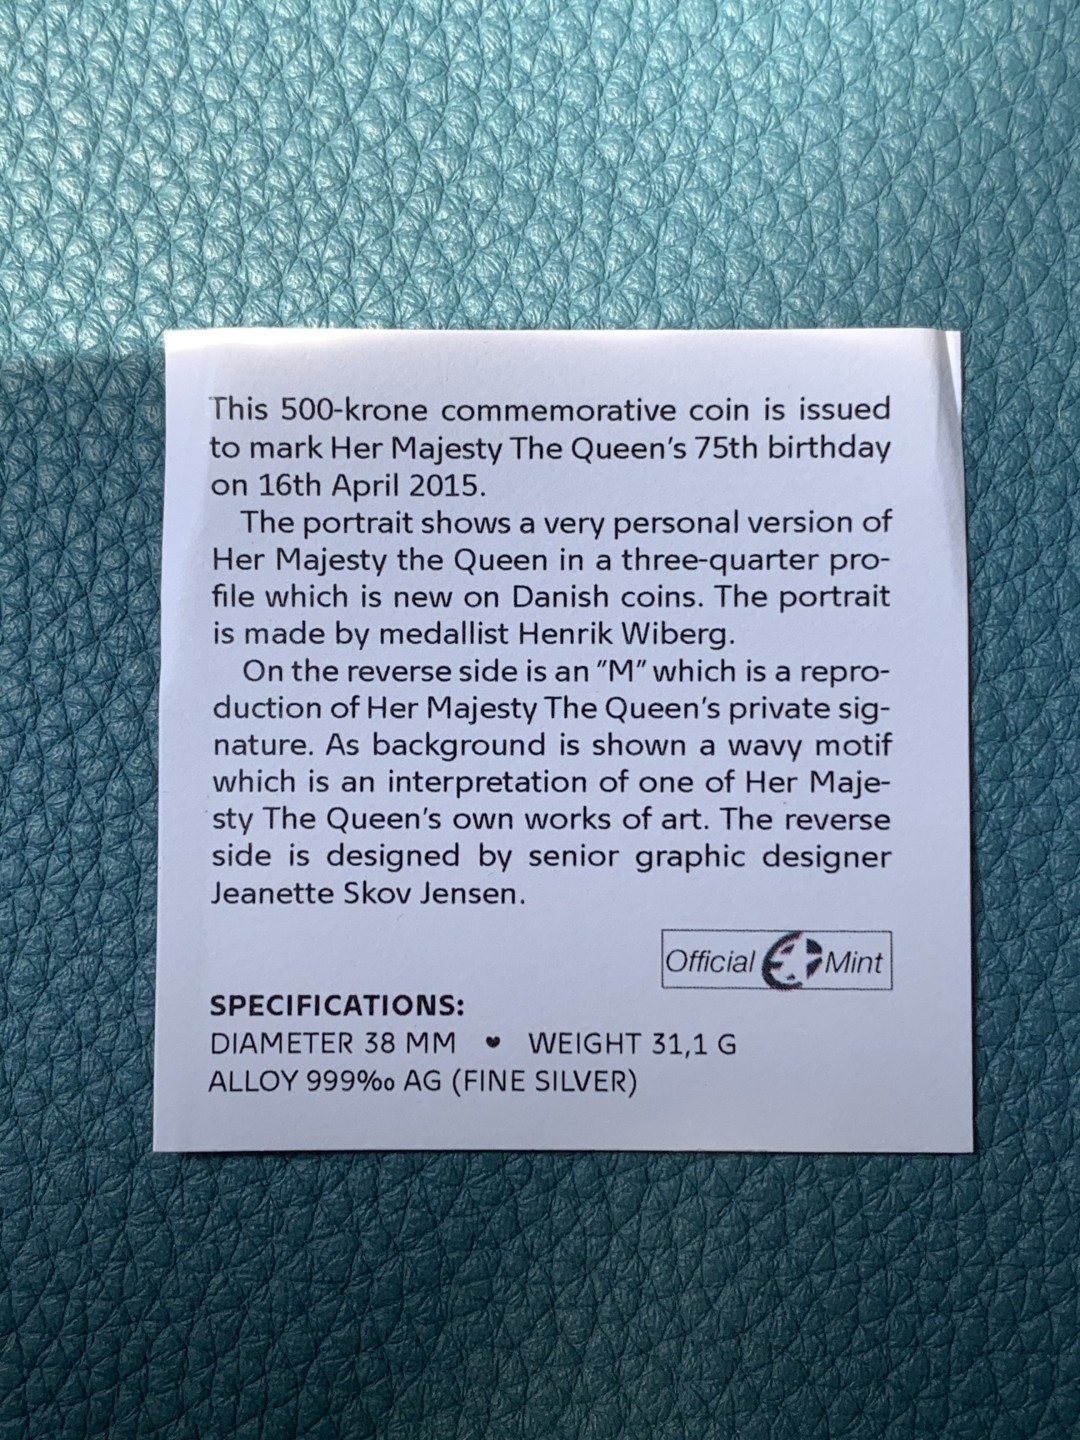 This 500-krone commemorative coin is issued
to mark Her Majesty The Queen's 75th birthday
on 16th April 2015.
The portrait shows a very personal version of
Her Majesty the Queen in a three-quarter pro-
file which is new on Danish coins. The portrait
is made by medallist Henrik Wiberg.
On the reverse side is an "M" which is a repro-
duction of Her Majesty The Queen's private sig-
nature. As background is shown a wavy motif
which is an interpretation of one of Her Maje-
sty The Queen's own works of art. The reverse
side is designed by senior graphic designer
Jeanette Skov Jensen.
Official Mint
SPECIFICATIONS:
DIAMETER 38 MM ♥ WEIGHT 31,1 G
ALLOY 999‰ AG (FINE SILVER)